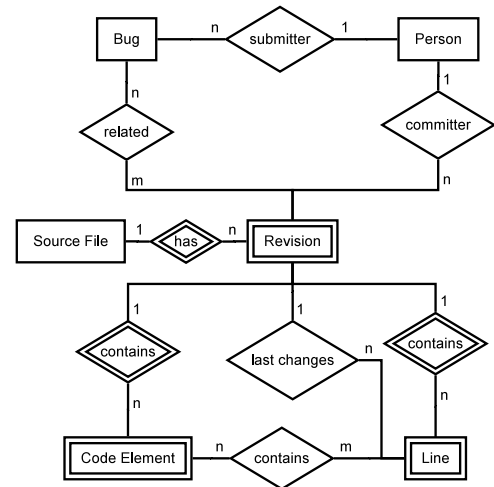 Bug
n
submitter
1
Person
n
1
related
committer
m
n
Source File
1
has
n
Revision
1
1
1
contains
last changes
n
contains
n
n
Code Element
n
contains
m
Line